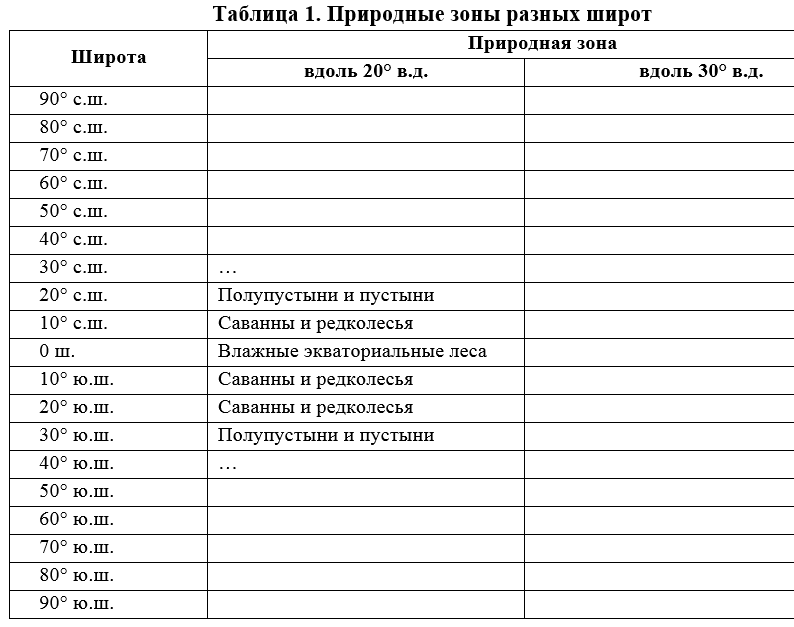 Таблица 1. Природные зоны разных широт
Широта
Природная зона
вдоль 20° в.д.
вдоль 30° в.д.
90° с.ш.
80° с.ш.
70° с.ш.
60° с.ш.
50° с.ш.
40° с.ш.
30° с.ш. …
20° с.ш. Полупустыни и пустыни
10° с.ш. Саванны и редколесья
0 ш. Влажные экваториальные леса
10° ю.ш. Саванны и редколесья
20° ю.ш. Саванны и редколесья
30° ю.ш. Полупустыни и пустыни
40° ю.ш. …
50° ю.ш.
60° ю.ш.
70° ю.ш.
80° ю.ш.
90° ю.ш.